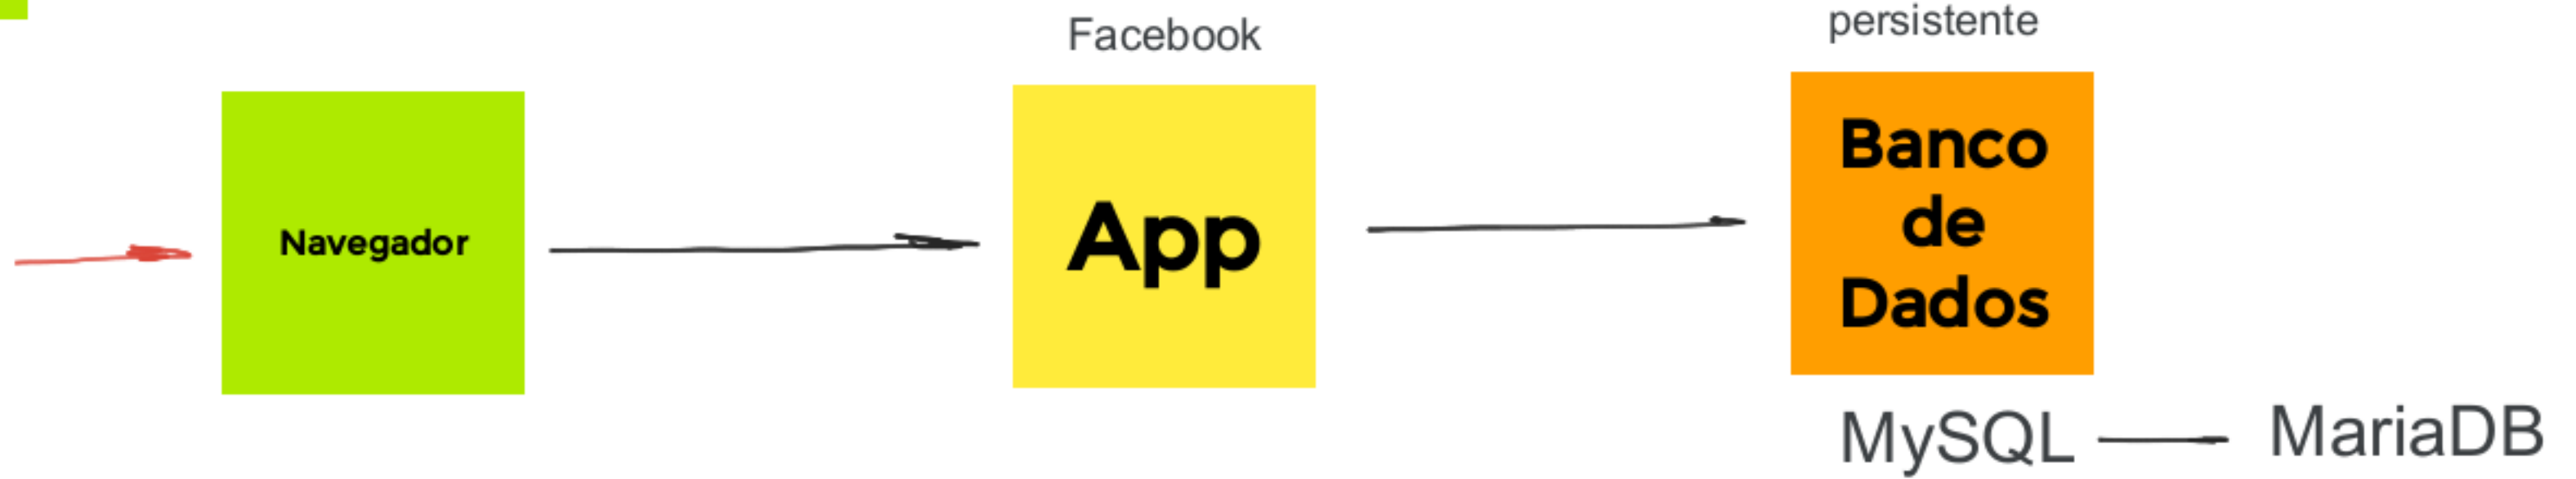 Facebook
persistente
Navegador
App
Banco
de
Dados
MySQL
MariaDB